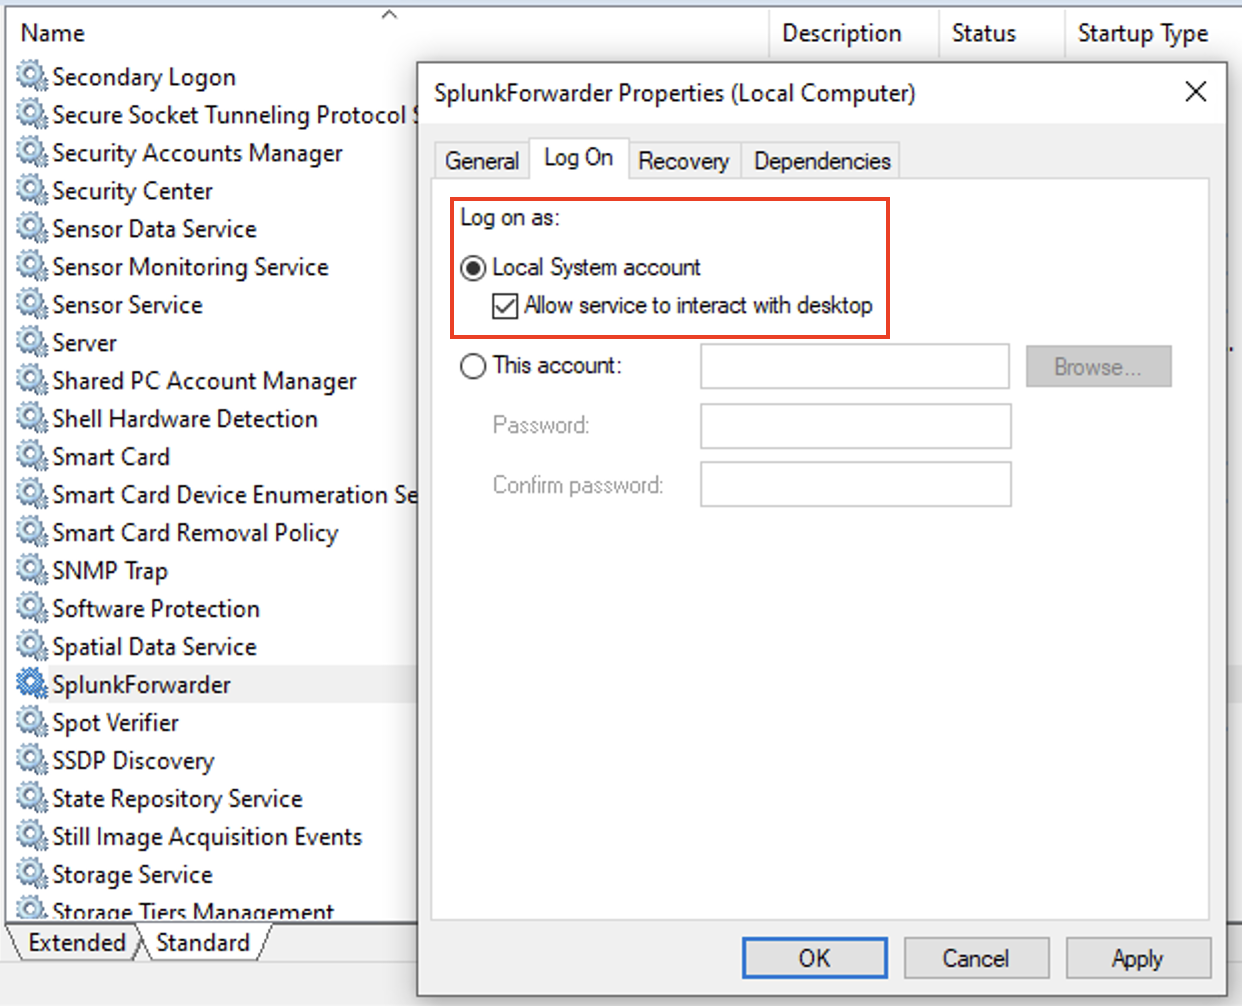 Name
Description
Status
Startup Type
Secondary Logon
Secure Socket Tunneling Protocol
Security Accounts Manager
Security Center
Sensor Data Service
Sensor Monitoring Service
Sensor Service
Server
Shared PC Account Manager
Shell Hardware Detection
Smart Card
Smart Card Device Enumeration Se
Smart Card Removal Policy
SNMP Trap
Software Protection
Spatial Data Service
SplunkForwarder
Spot Verifier
SSDP Discovery
State Repository Service
Still Image Acquisition Events
Storage Service
Storage Tiers Management
Extended
Standard
SplunkForwarder Properties (Local Computer)
General
Log On
Recovery
Dependencies
Log on as:
Local System account
Allow service to interact with desktop
This account:
Browse...
Password:
Confirm password:
OK
Cancel
Apply